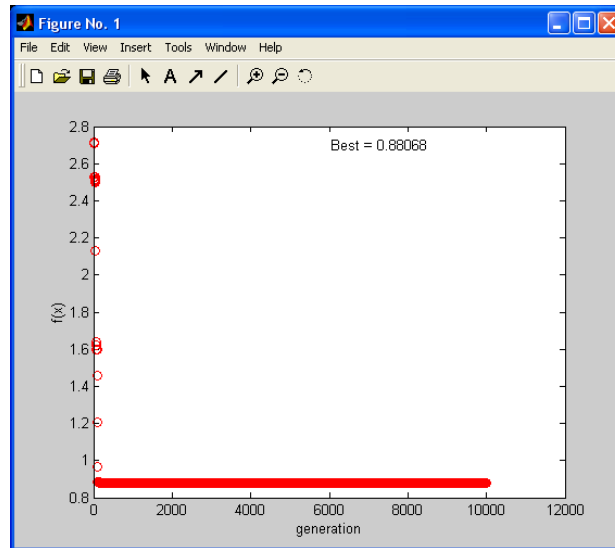 Figure No. 1
File Edit View Insert Tools Window Help
A
Best = 0.88068
2.8
2.6
2.4
2.2
2
1.8
1.6
1.4
1.2
1
0.8
f(x)
0 2000 4000 6000 8000 10000 12000
generation